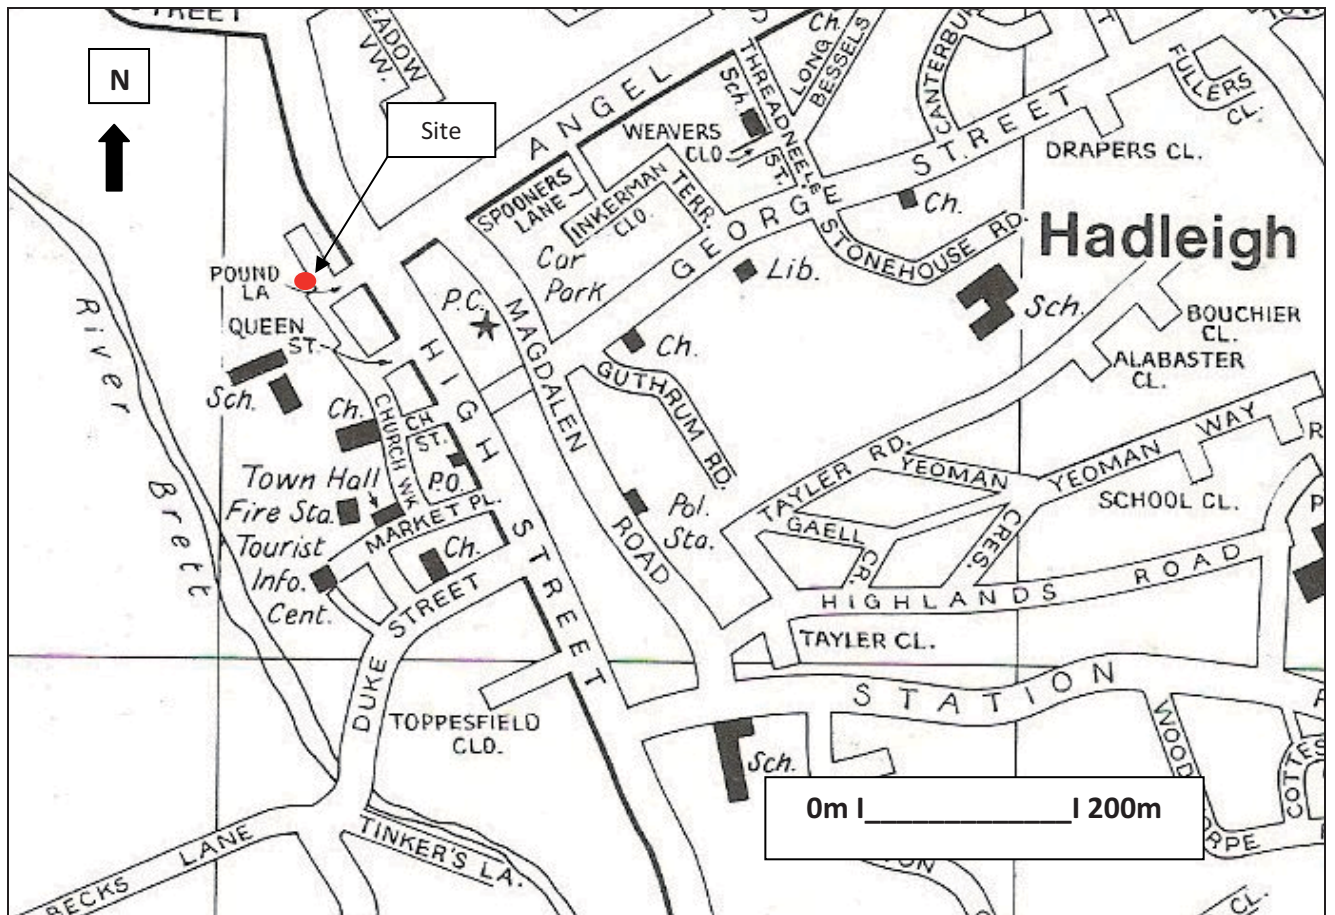 STREET
EADOW
VW.
N
Site
ANGEL
Ch.
LONG
BESSELS
THREADNEEDLE
ST.
Sch.
WEAVERS
CLO.
CANTERBUR
FULLERS
CL.
DRAPERS CL.
SPOONERS
LANE
INKERMAN
CLO.
TERR.
GEORGE STREET
Ch.
STONEHOUSE RD.
Hadleigh
Car
Park
Lib.
Sch.
POUND
LA
P.C.
QUEEN
ST.
River Brett
BOUCHIER
CL.
ALABASTER
CL.
Ch.
GUTHRUM RD.
MAGDALEN ROAD
HIGH STREET
Sch.
Ch.
CHURCH WK.
CH.
ST.
P.O.
Town Hall
Fire Sta.
MARKET PL.
Tourist
Info.
Cent.
Ch.
DUKE STREET
Pol.
Sta.
TAYLER RD.
YEOMAN
YEOMAN WAY
CRES.
GAELL
CR.
SCHOOL CL.
HIGHLANDS ROAD
TAYLER CL.
STATION
TOPPESFIELD
CLO.
Sch.
0m I_____________I 200m
BECKS LANE
TINKER'S LA.
CL.